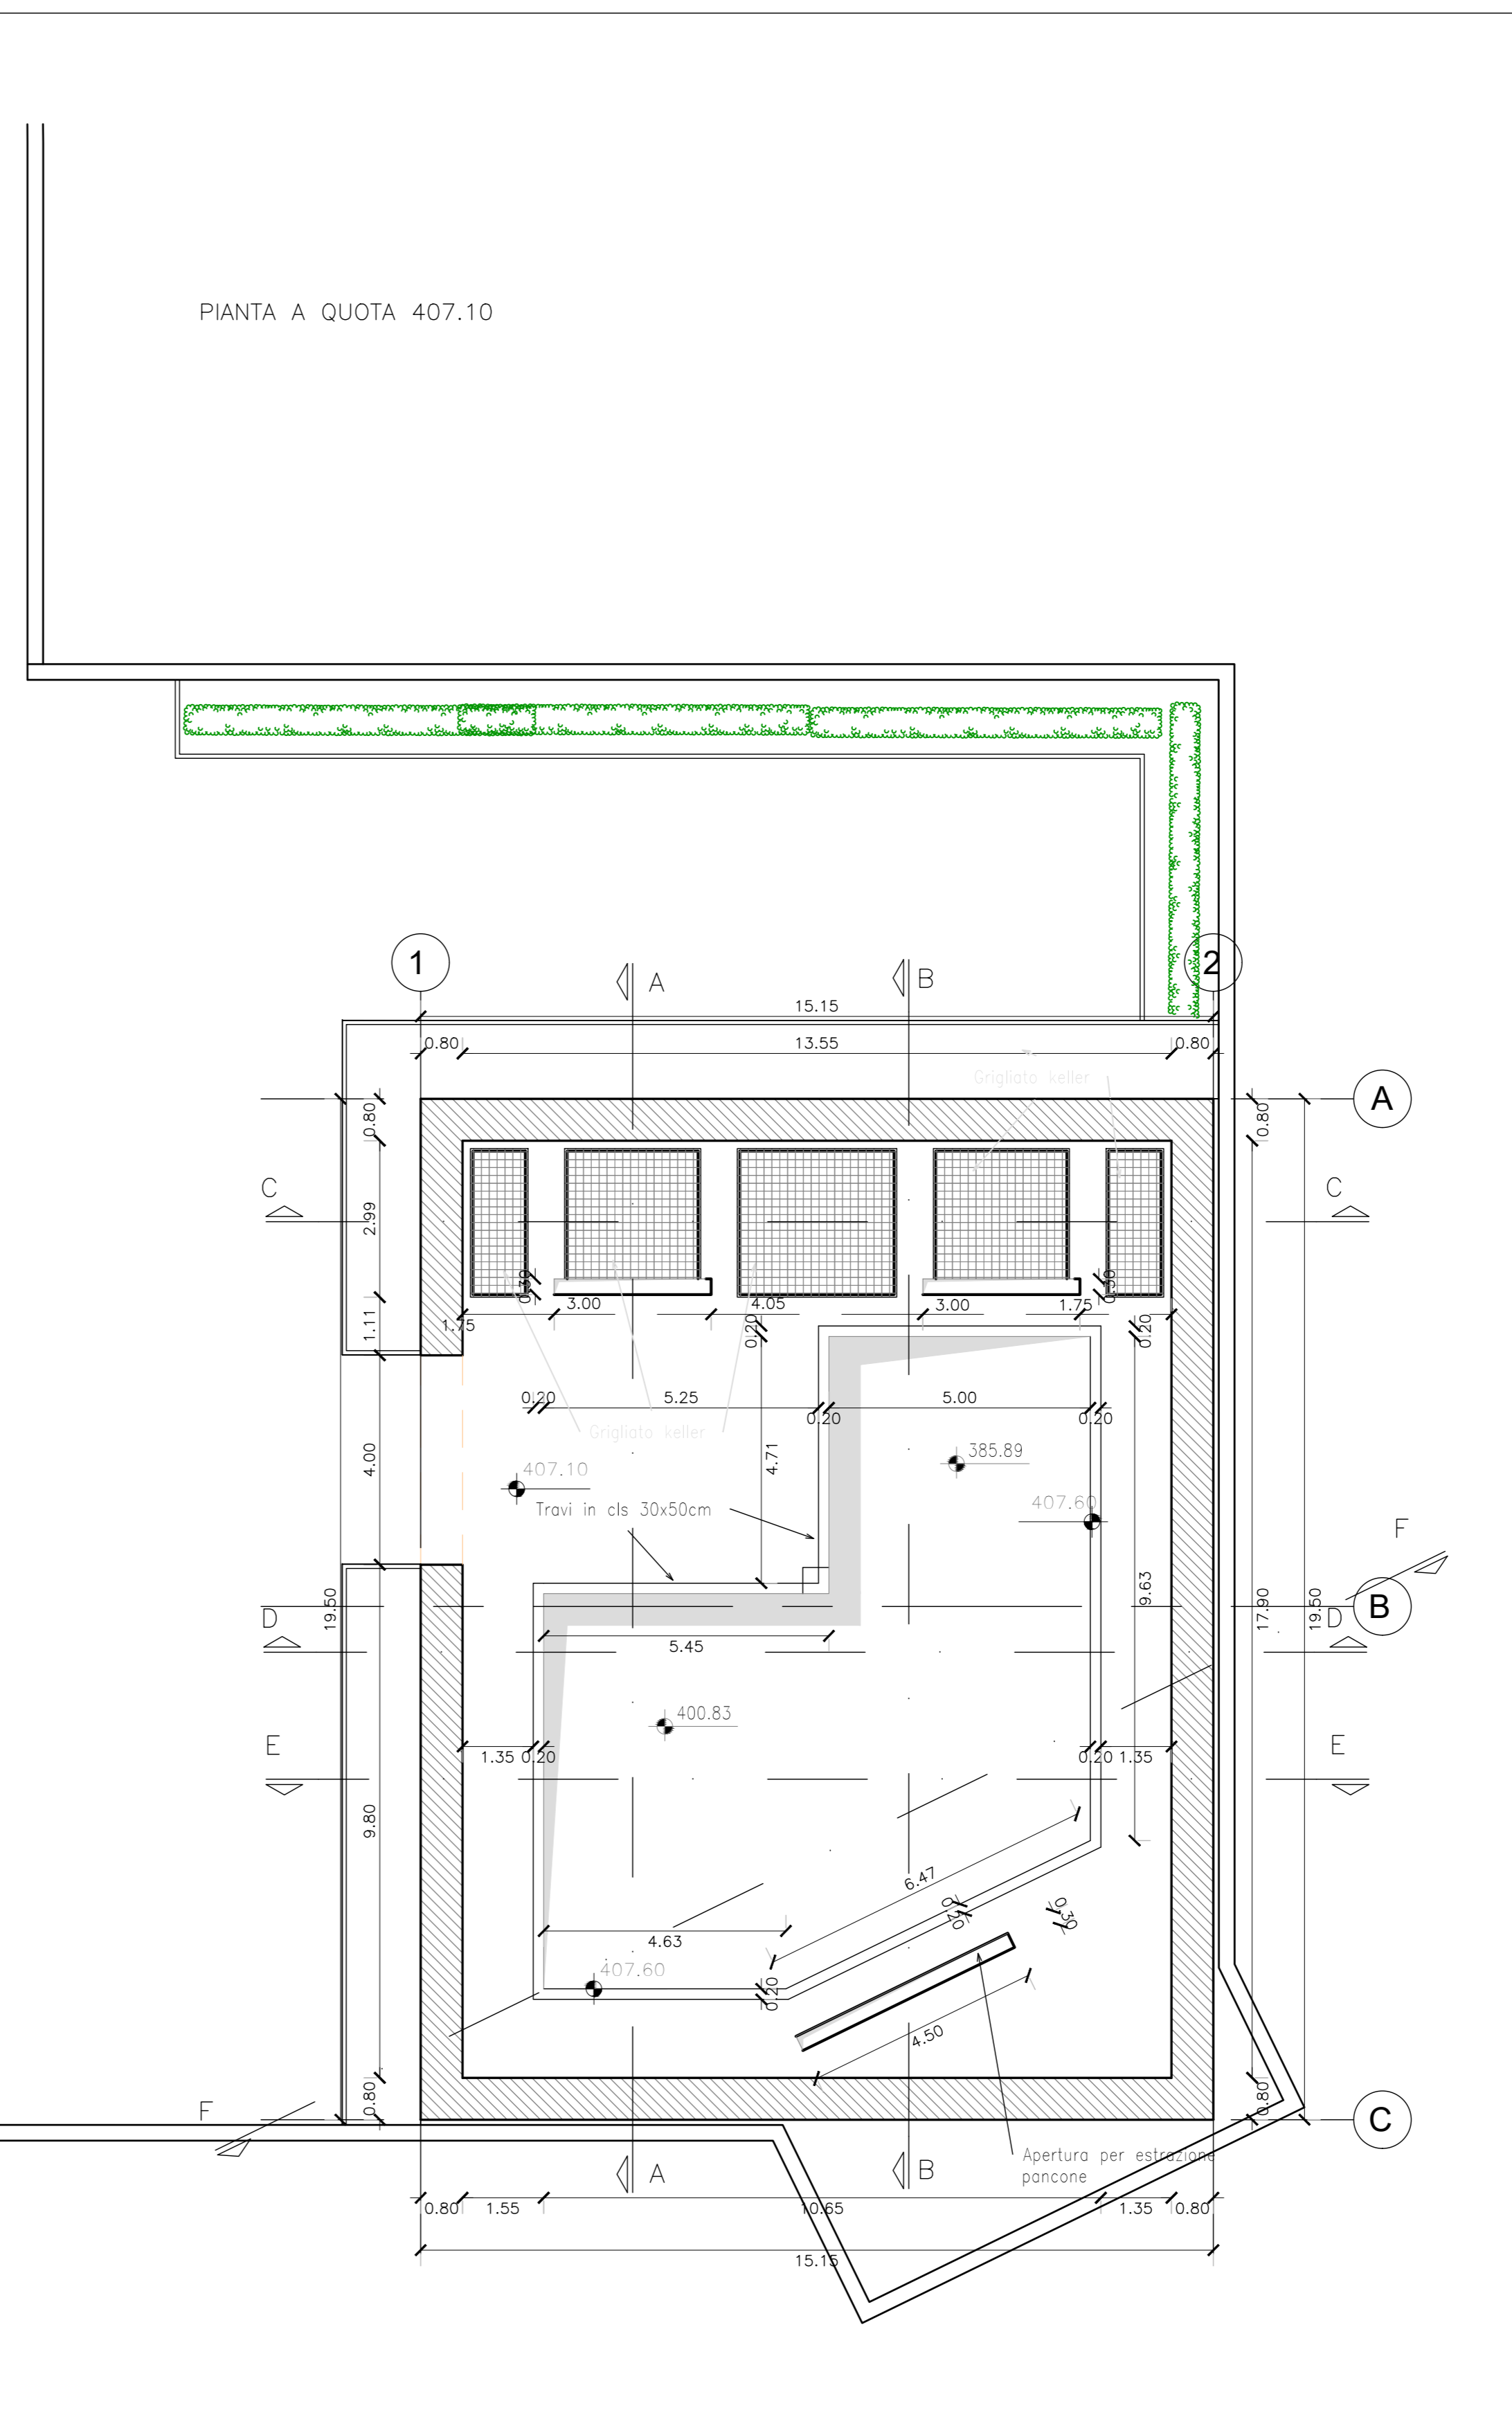 PIANTA A QUOTA 407.10
1
2
A
B
15.15
0.80
13.55
0.80
Grigliato keller
A
0.80
0.80
C
C
2.99
0.30
0.30
3.00
4.05
3.00
1.75
1.75
1.11
0.20
0.20
0.20
5.25
5.00
0.20
0.20
Grigliato keller
4.00
4.71
385.89
407.10
407.60
Travi in cls 30x50cm
F
9.63
19.50
17.90
19.50
B
D
D
5.45
400.83
E
E
1.35
0.20
0.20
1.35
9.80
6.47
0.20
0.30
4.63
407.60
0.20
4.50
0.80
0.80
F
C
Apertura per estrazione
pancone
A
B
0.80
1.55
10.65
1.35
0.80
15.15